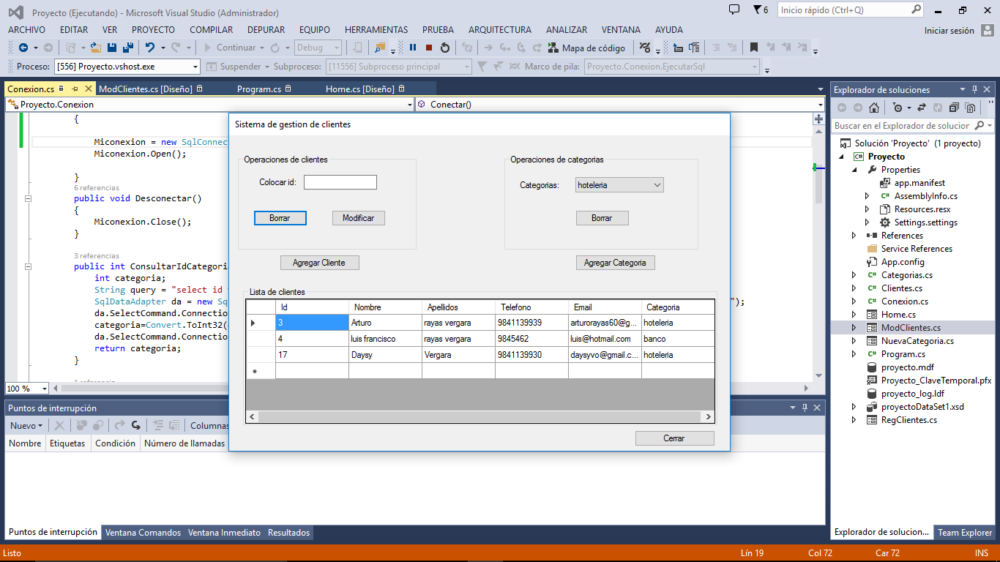 Proyecto (Ejecutando) - Microsoft Visual Studio (Administrador)
6
Inicio rápido (Ctrl+Q)
ARCHIVO EDITAR VER PROYECTO COMPILAR DEPURAR EQUIPO HERRAMIENTAS PRUEBA ARQUITECTURA ANALIZAR VENTANA AYUDA
Iniciar sesión
Continuar Debug Mapa de código
Proceso: [556] Proyecto.vshost.exe Suspender Subproceso: [11556] Subproceso principal Marco de pila: Proyecto.Conexion.EjecutarSql
Conexion.cs ModClientes.cs [Diseño] Program.cs Home.cs [Diseño]
Proyecto.Conexion Conectar()
{
Miconexion = new SqlConnec
Miconexion.Open();
}
6 referencias
public void Desconectar()
{
Miconexion.Close();
}
3 referencias
public int ConsultarIdCategori
int categoria;
String query = "select id
SqlDataAdapter da = new Sq
");
da.SelectCommand.Connectio
categoria=Convert.ToInt32(
da.SelectCommand.Connectio
return categoria;
}
100 %
Sistema de gestion de clientes
Operaciones de clientes
Colocar id:
Borrar Modificar
Agregar Cliente
Operaciones de categorias
Categorias: hoteleria
Borrar
Agregar Categoria
Lista de clientes
Id Nombre Apellidos Telefono Email Categoria
3 Arturo rayas vergara 9841139939 arturorayas60@g... hoteleria
4 luis francisco rayas vergara 9845462 luis@hotmail.com banco
17 Daysy Vergara 9841139930 daysyvo@gmail.c... hoteleria
*
Cerrar
Puntos de interrupción
Nuevo Columnas
Nombre Etiquetas Condición Número de llamadas
Puntos de interrupción Ventana Comandos Ventana Inmediato Resultados
Explorador de soluciones
Buscar en el Explorador de solucion
Solución 'Proyecto' (1 proyecto)
C# Proyecto
Properties
app.manifest
C# AssemblyInfo.cs
Resources.resx
Settings.settings
References
Service References
App.config
C# Categorias.cs
C# Clientes.cs
C# Conexion.cs
Home.cs
ModClientes.cs
NuevaCategoria.cs
C# Program.cs
proyecto.mdf
Proyecto_ClaveTemporal.pfx
proyecto_log.ldf
proyectoDataSet1.xsd
RegClientes.cs
Explorador de solucion... Team Explorer
Listo Lín 19 Col 72 Car 72 INS